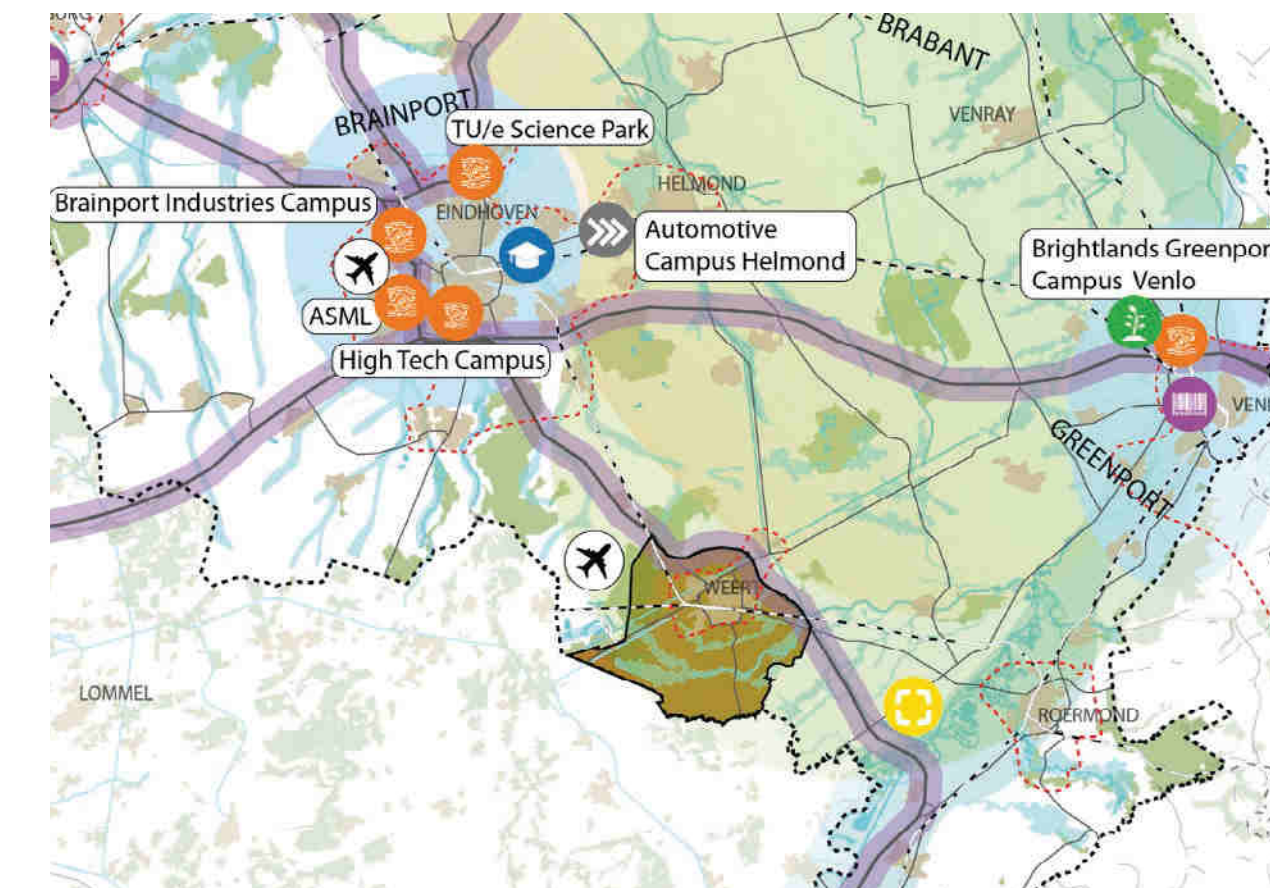 - BRABANT
VENRAY
BRAINPORT
TU/e Science Park
HELMOND
Brainport Industries Campus
EINDHOVEN
Automotive
Campus Helmond
Brightlands Greenpor
Campus Venlo
ASML
High Tech Campus
VEN
GREENPORT
WEERT
LOMMEL
ROERMOND